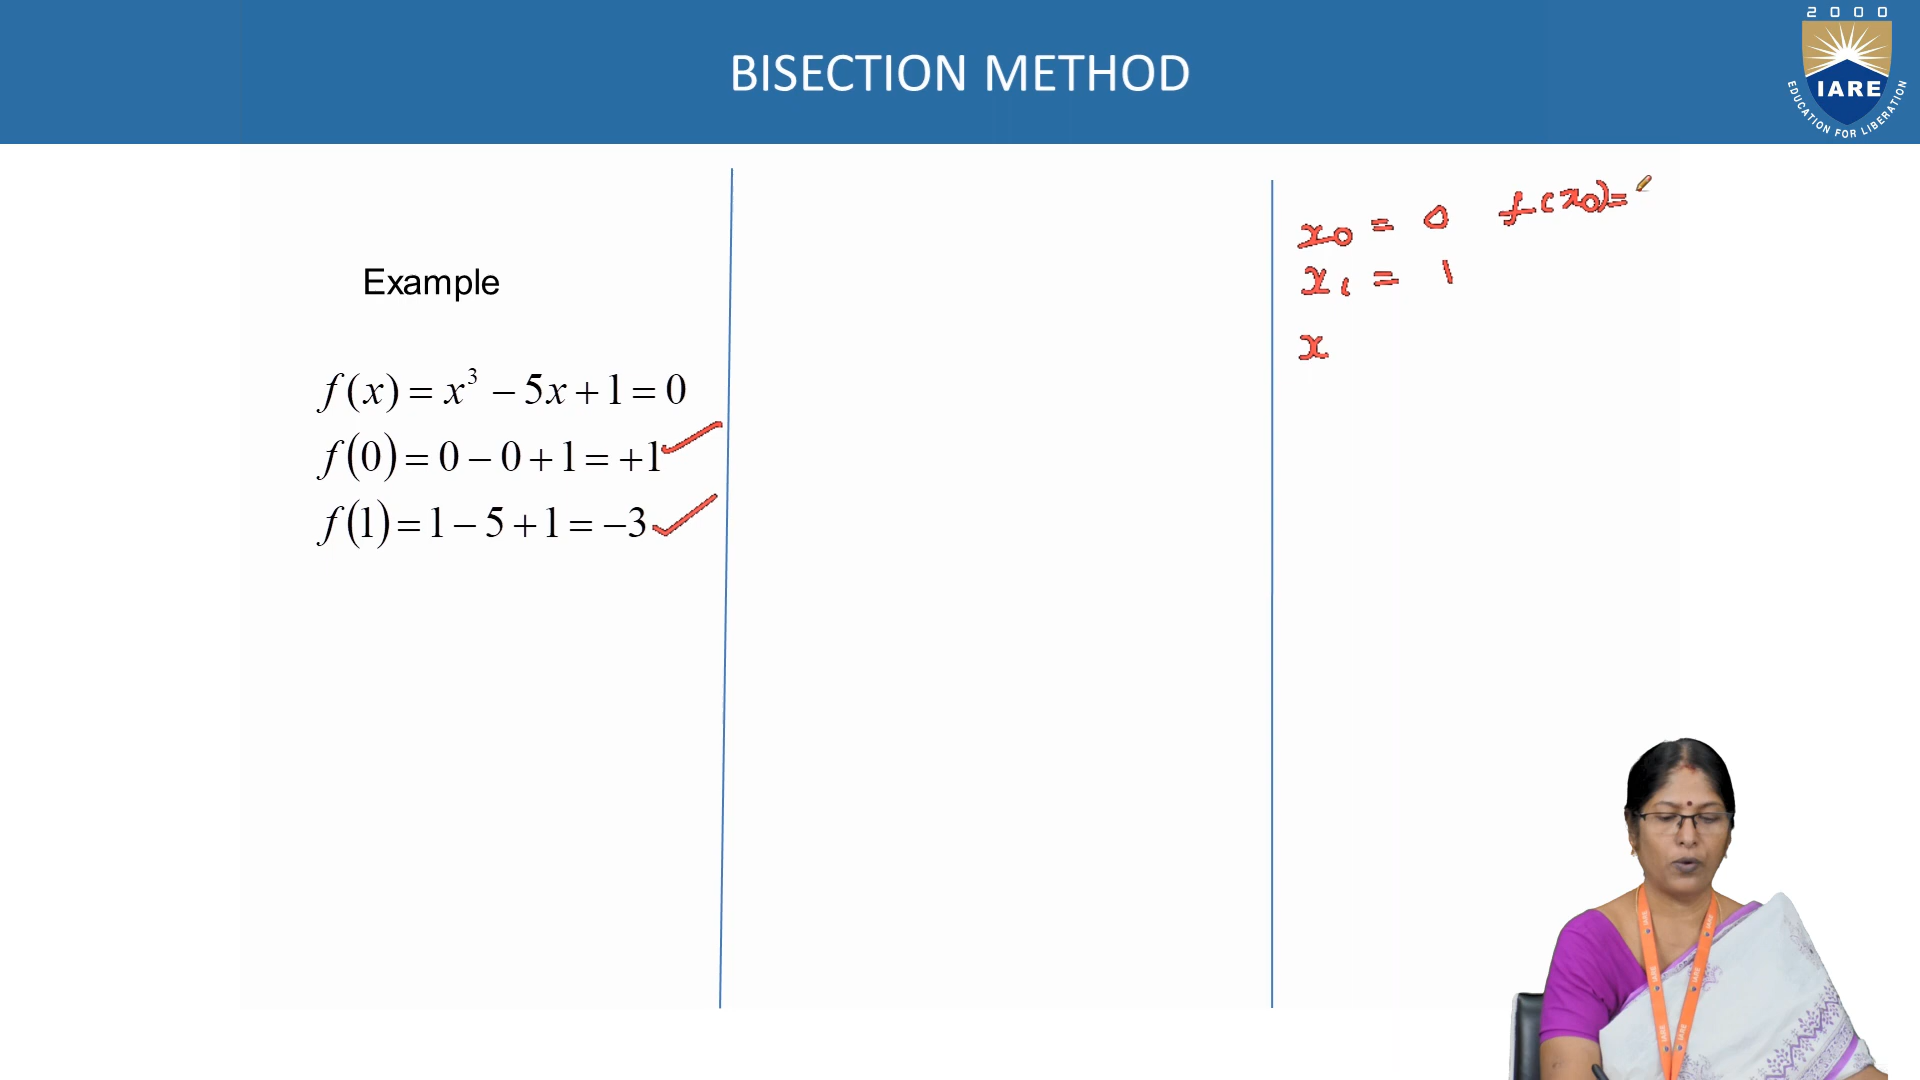 BISECTION METHOD
2000
IARE
EDUCATION FOR LIBERATION
Example
f(x) = x³ − 5x + 1 = 0
f(0) = 0 − 0 + 1 = +1
f(1) = 1 − 5 + 1 = −3
x0 = 0 f(x0) =
x1 = 1
x